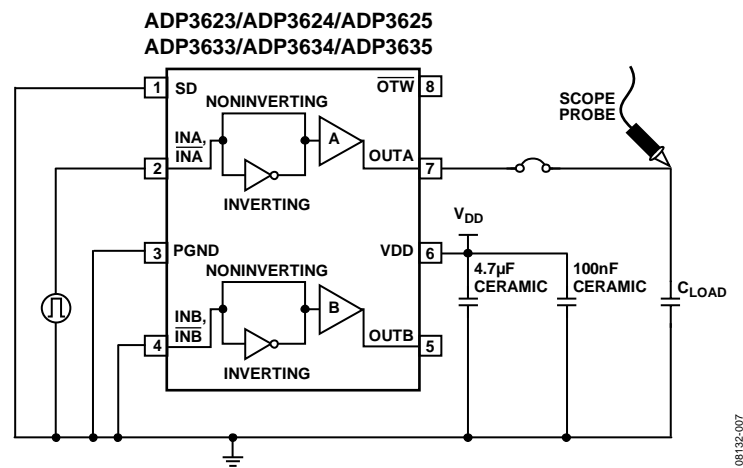 ADP3623/ADP3624/ADP3625
ADP3633/ADP3634/ADP3635
1 SD
OTW 8
NONINVERTING
SCOPE
PROBE
INA,
INA
A
OUTA
2
7
INVERTING
VDD
3 PGND
VDD 6
NONINVERTING
4.7µF
CERAMIC
100nF
CERAMIC
CLOAD
INB,
INB
B
OUTB
4
5
INVERTING
08132-007